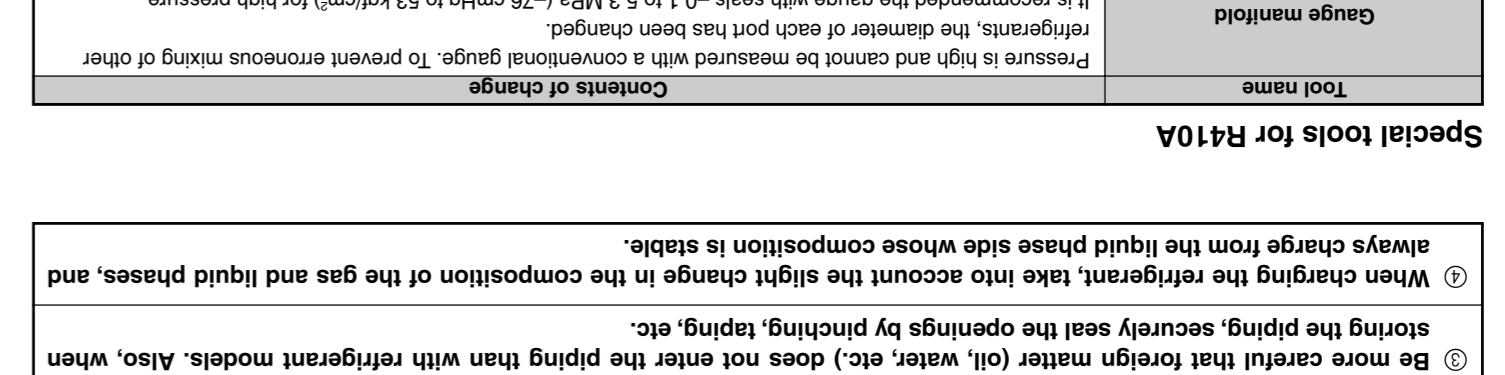 ③ Be more careful that foreign matter (oil, water, etc.) does not enter the piping than with refrigerant models. Also, when
storing the piping, securely seal the openings by pinching, taping, etc.
④ When charging the refrigerant, take into account the slight change in the composition of the gas and liquid phases, and
always charge from the liquid phase side whose composition is stable.
Special tools for R410A
Tool name Contents of change
Gauge manifold
Pressure is high and cannot be measured with a conventional gauge. To prevent erroneous mixing of other
refrigerants, the diameter of each port has been changed.
It is recommended the gauge with seals –0.1 to 5.3 MPa (–76 cmHg to 53 kgf/cm²) for high pressure.